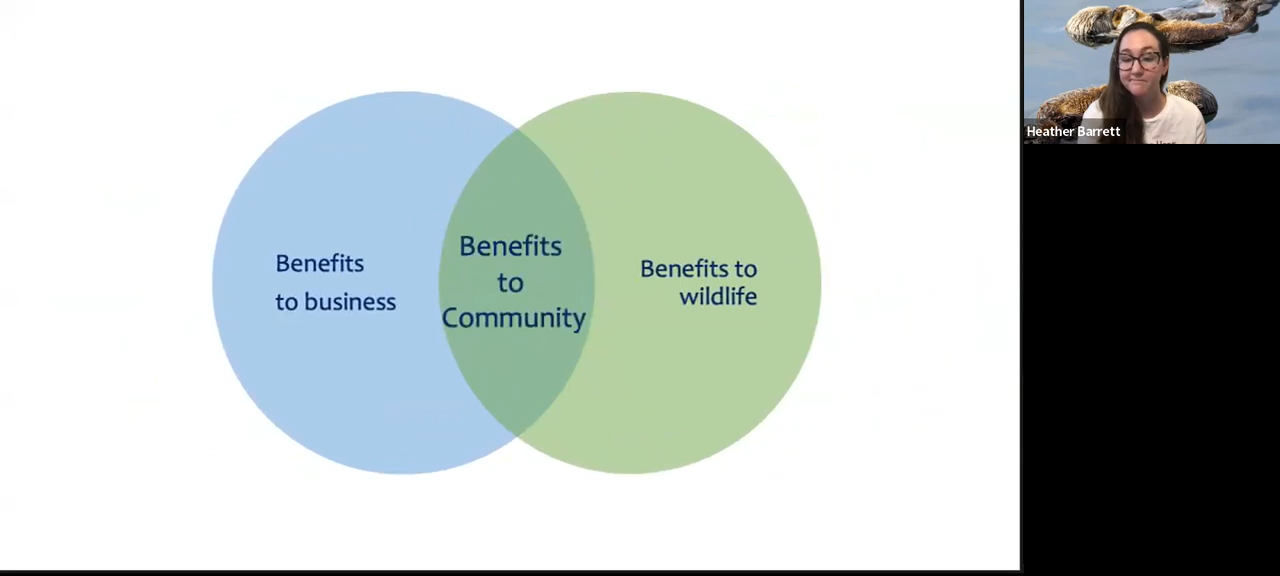 Benefits
to business
Benefits
to
Community
Benefits to
wildlife
Heather Barrett